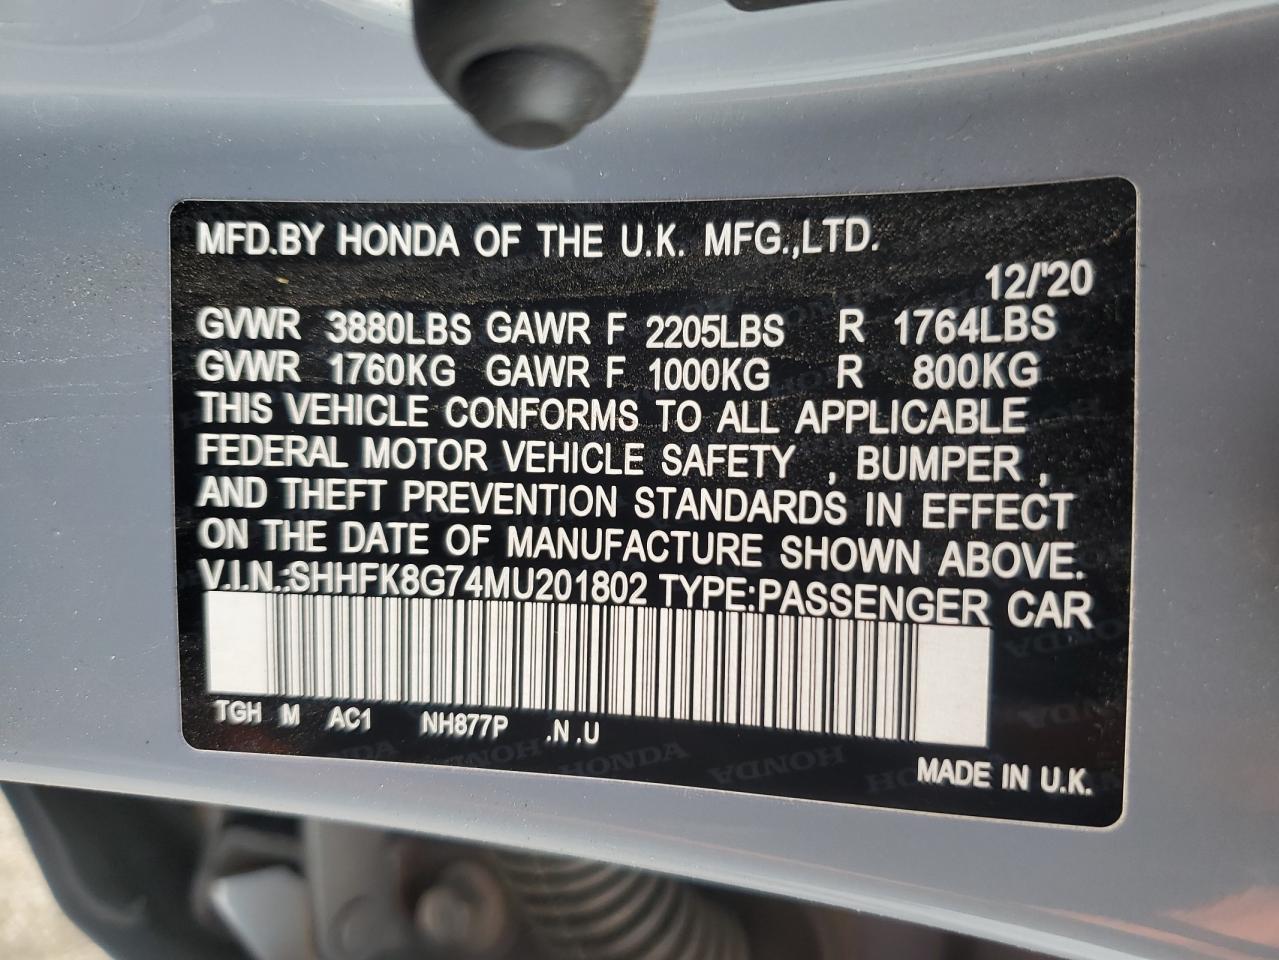 MFD.BY HONDA OF THE U.K. MFG.,LTD.
12/'20
GVWR 3880LBS GAWR F 2205LBS R 1764LBS
GVWR 1760KG GAWR F 1000KG R 800KG
THIS VEHICLE CONFORMS TO ALL APPLICABLE
FEDERAL MOTOR VEHICLE SAFETY , BUMPER ,
AND THEFT PREVENTION STANDARDS IN EFFECT
ON THE DATE OF MANUFACTURE SHOWN ABOVE.
V.I.N.:SHHFK8G74MU201802 TYPE:PASSENGER CAR
TGH M AC1 NH877P .N .U
MADE IN U.K.